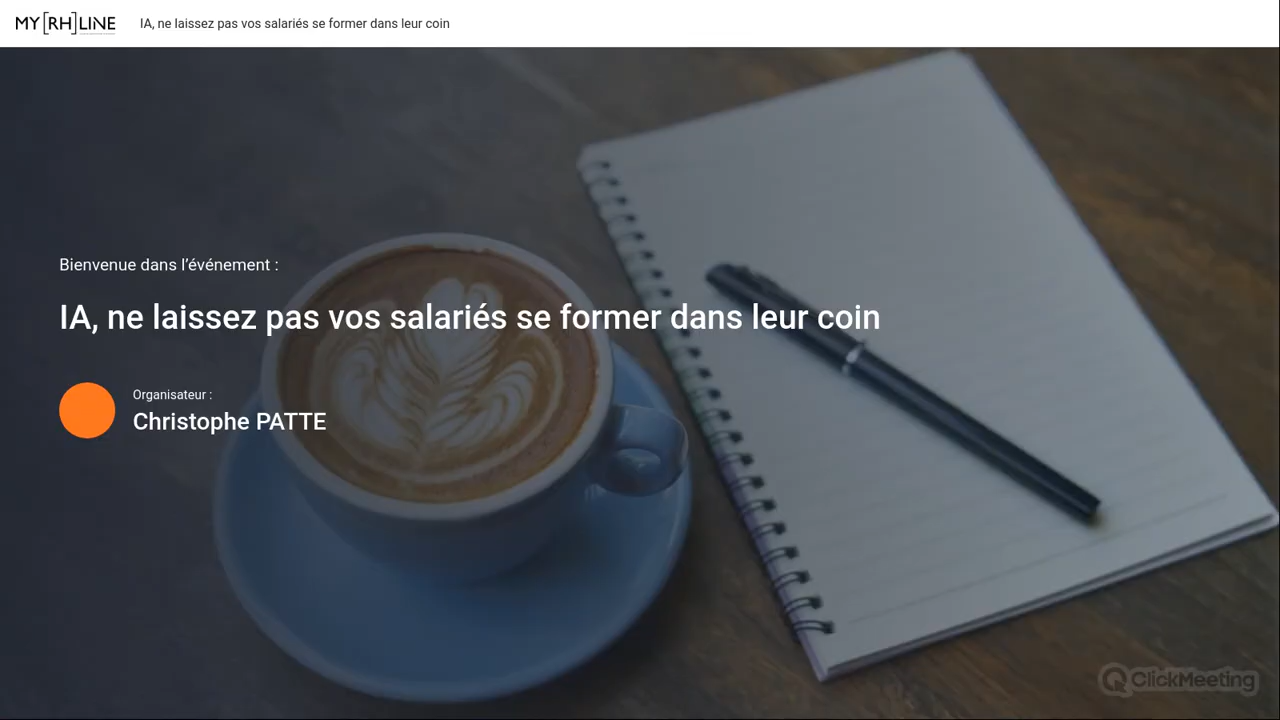 MY[RH]LINE
IA, ne laissez pas vos salariés se former dans leur coin
Bienvenue dans l’événement :
IA, ne laissez pas vos salariés se former dans leur coin
Organisateur :
Christophe PATTE
ClickMeeting